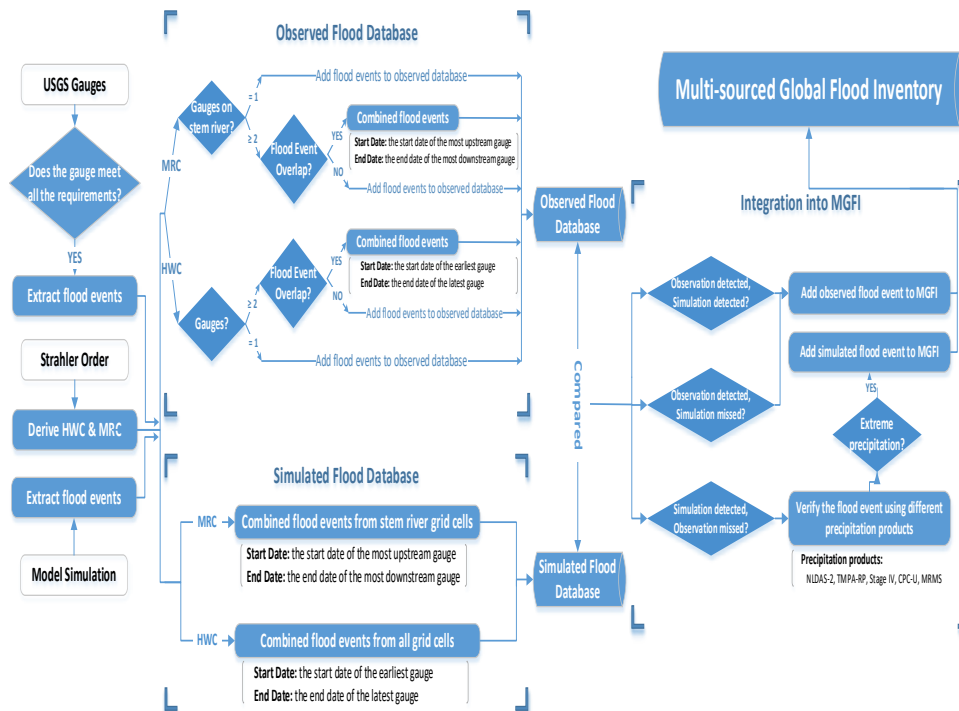 USGS Gauges
Does the gauge meet
all the requirements?
YES
Extract flood events
Strahler Order
Derive HWC & MRC
Extract flood events
Model Simulation
MRC
HWC
Observed Flood Database
Gauges on
stem river?
= 1
≥ 2
Add flood events to observed database
Flood Event
Overlap?
YES
NO
Combined flood events
Start Date: the start date of the most upstream gauge
End Date: the end date of the most downstream gauge
Add flood events to observed database
Gauges?
≥ 2
= 1
Flood Event
Overlap?
YES
NO
Combined flood events
Start Date: the start date of the earliest gauge
End Date: the end date of the latest gauge
Add flood events to observed database
Add flood events to observed database
Simulated Flood Database
MRC
Combined flood events from stem river grid cells
Start Date: the start date of the most upstream gauge
End Date: the end date of the most downstream gauge
HWC
Combined flood events from all grid cells
Start Date: the start date of the earliest gauge
End Date: the end date of the latest gauge
Observed Flood
Database
Compared
Simulated Flood
Database
Multi-sourced Global Flood Inventory
Integration into MGFI
Observation detected,
Simulation detected?
Add observed flood event to MGFI
Add simulated flood event to MGFI
YES
Observation detected,
Simulation missed?
Extreme
precipitation?
Simulation detected,
Observation missed?
Verify the flood event using different
precipitation products
Precipitation products:
NLDAS-2, TMPA-RP, Stage IV, CPC-U, MRMS